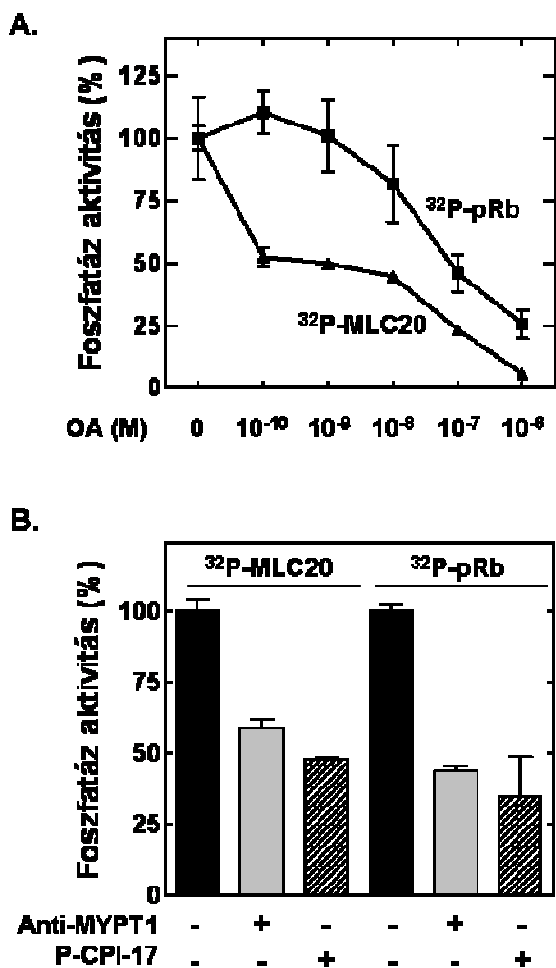 A.
Foszfatáz aktivitás (%)
125
100
75
50
25
0
³²P-pRb
³²P-MLC20
OA (M) 0 10⁻¹⁰ 10⁻⁹ 10⁻⁸ 10⁻⁷ 10⁻⁶
B.
Foszfatáz aktivitás (%)
³²P-MLC20 ³²P-pRb
100
75
50
25
0
Anti-MYPT1 - + - - + -
P-CPI-17 - - + - - +